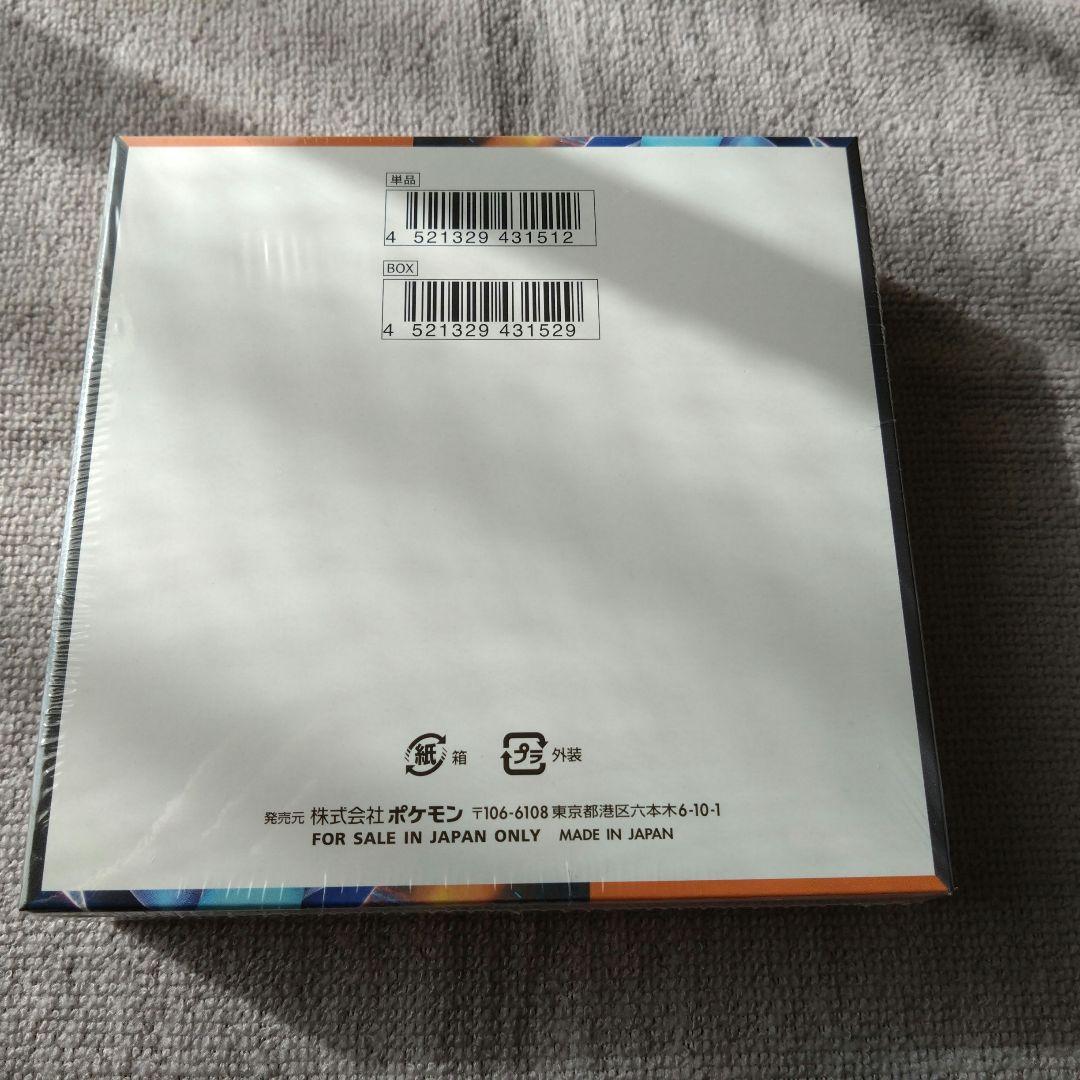 単品
4 521329 431512
BOX
4 521329 431529
紙 箱 プラ 外装
発売元 株式会社 ポケモン 〒106-6108 東京都港区六本木6-10-1
FOR SALE IN JAPAN ONLY MADE IN JAPAN